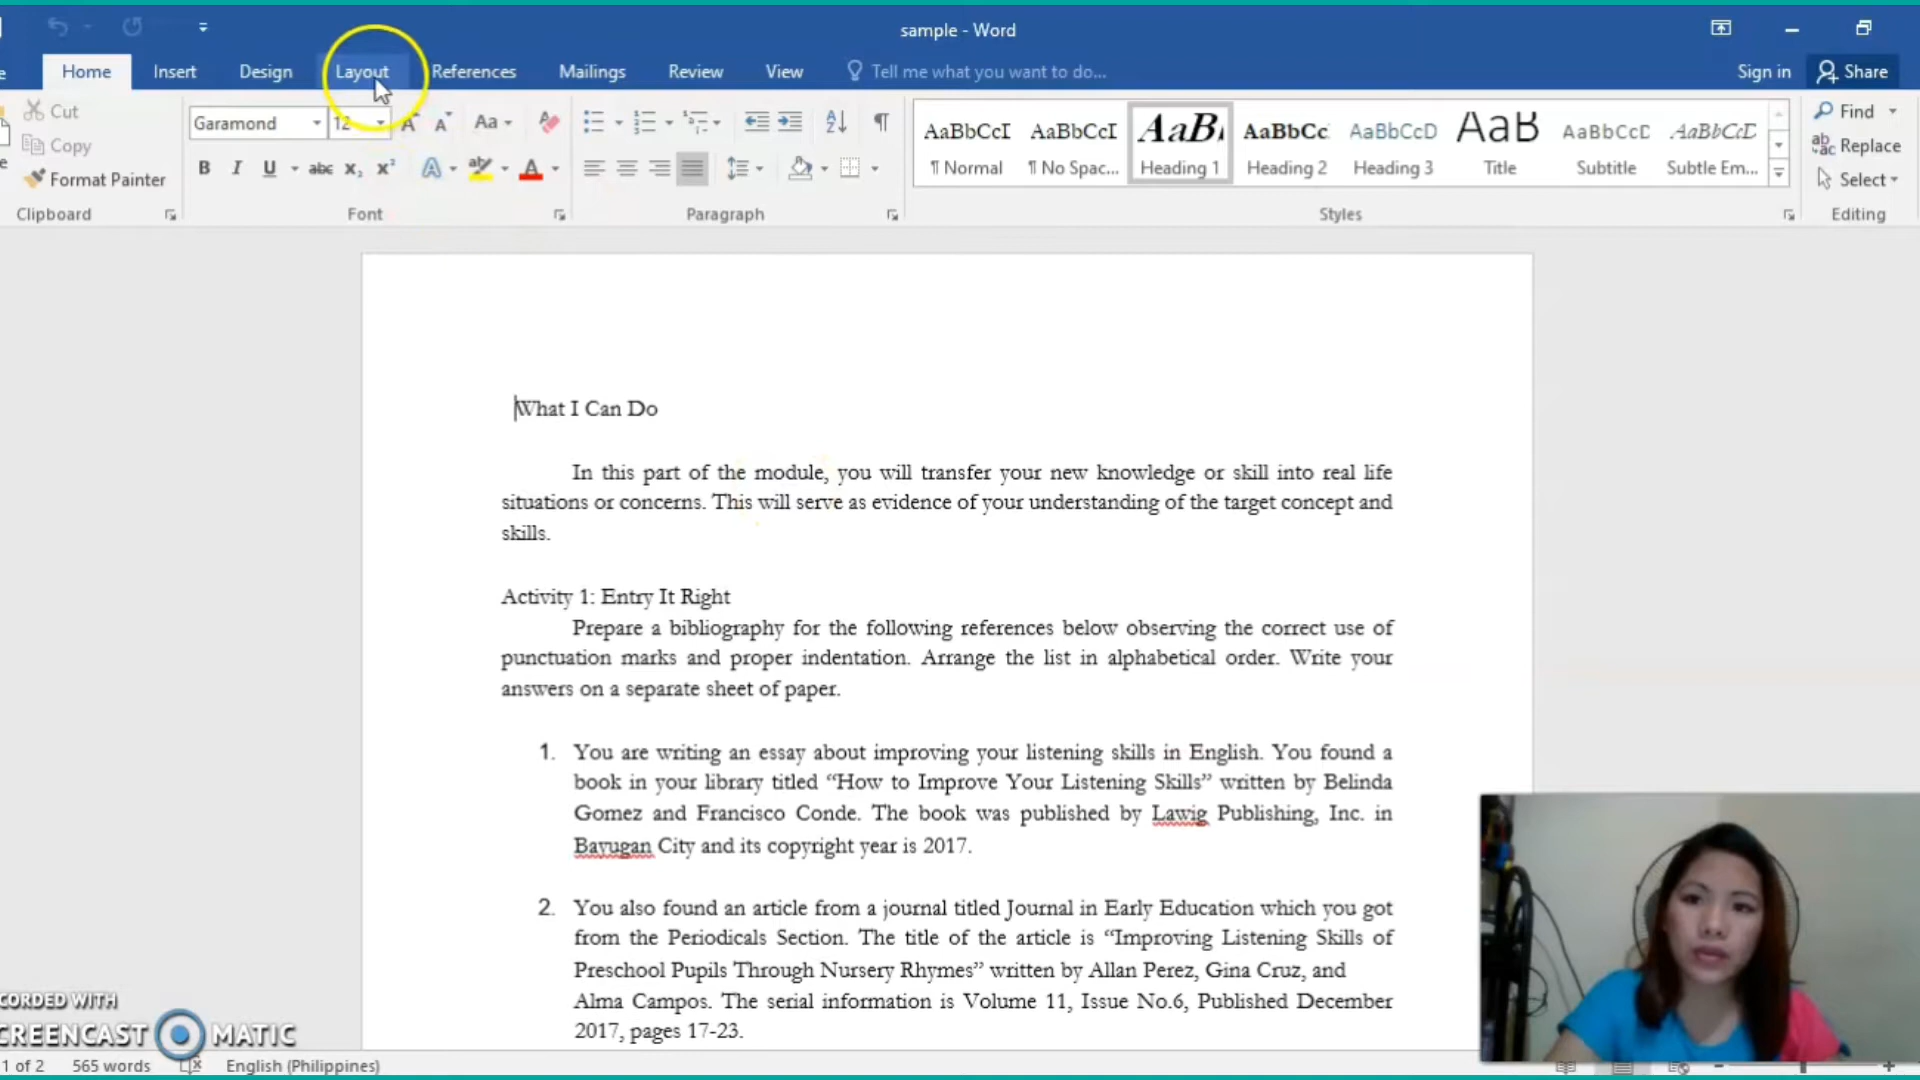 sample - Word
Home Insert Design Layout References Mailings Review View Tell me what you want to do... Sign in Share
Cut
Copy
Format Painter
Clipboard
Garamond 12 A A Aa
B I U abc X₂ X² A A
Font
Paragraph
AaBbCcI AaBbCcI AaB AaBbCc AaBbCcD AaB AaBbCcD AaBbCcD
¶ Normal ¶ No Spac... Heading 1 Heading 2 Heading 3 Title Subtitle Subtle Em...
Styles
Find
Replace
Select
Editing
What I Can Do
In this part of the module, you will transfer your new knowledge or skill into real life
situations or concerns. This will serve as evidence of your understanding of the target concept and
skills.
Activity 1: Entry It Right
Prepare a bibliography for the following references below observing the correct use of
punctuation marks and proper indentation. Arrange the list in alphabetical order. Write your
answers on a separate sheet of paper.
1. You are writing an essay about improving your listening skills in English. You found a
book in your library titled “How to Improve Your Listening Skills” written by Belinda
Gomez and Francisco Conde. The book was published by Lawig Publishing, Inc. in
Bayugan City and its copyright year is 2017.
2. You also found an article from a journal titled Journal in Early Education which you got
from the Periodicals Section. The title of the article is “Improving Listening Skills of
Preschool Pupils Through Nursery Rhymes” written by Allan Perez, Gina Cruz, and
Alma Campos. The serial information is Volume 11, Issue No.6, Published December
2017, pages 17-23.
CORDED WITH
CREENCAST MATIC
1 of 2 565 words English (Philippines)